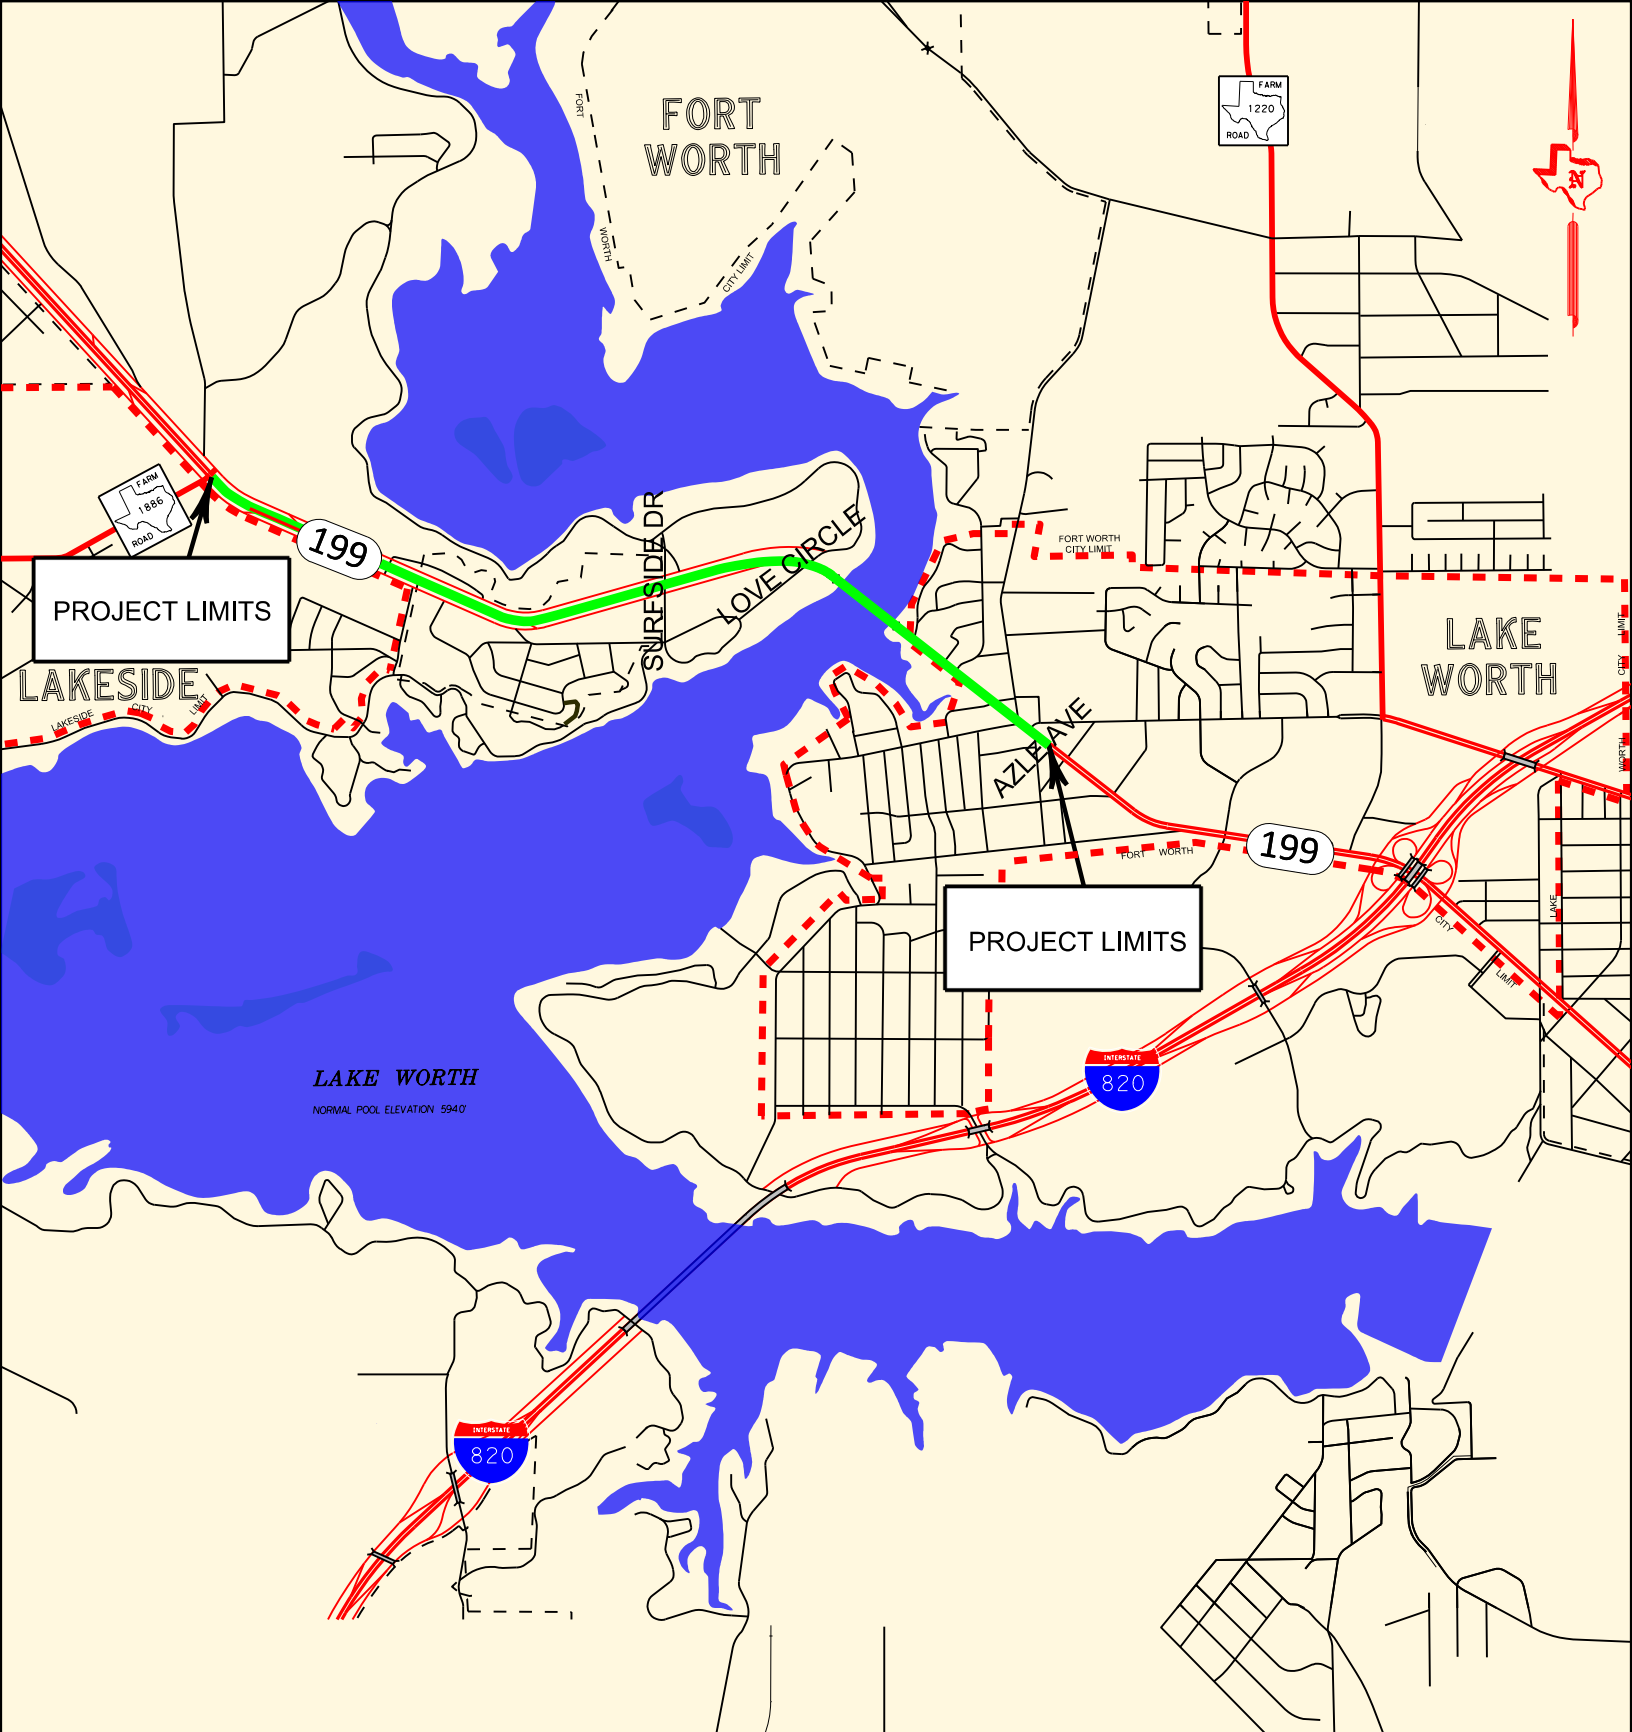 FORT
WORTH
FARM
1220
ROAD
N
FORT
WORTH
CITY LIMIT
FARM
1886
ROAD
199
SURFSIDE DR
LOVE CIRCLE
FORT WORTH
CITY LIMIT
PROJECT LIMITS
LAKE
WORTH
LAKE
WORTH
CITY
LIMIT
LAKESIDE
LAKESIDE
CITY
LIMIT
AZLE AVE
199
FORT WORTH
CITY
LIMIT
PROJECT LIMITS
INTERSTATE
820
LAKE WORTH
NORMAL POOL ELEVATION 594.0'
INTERSTATE
820